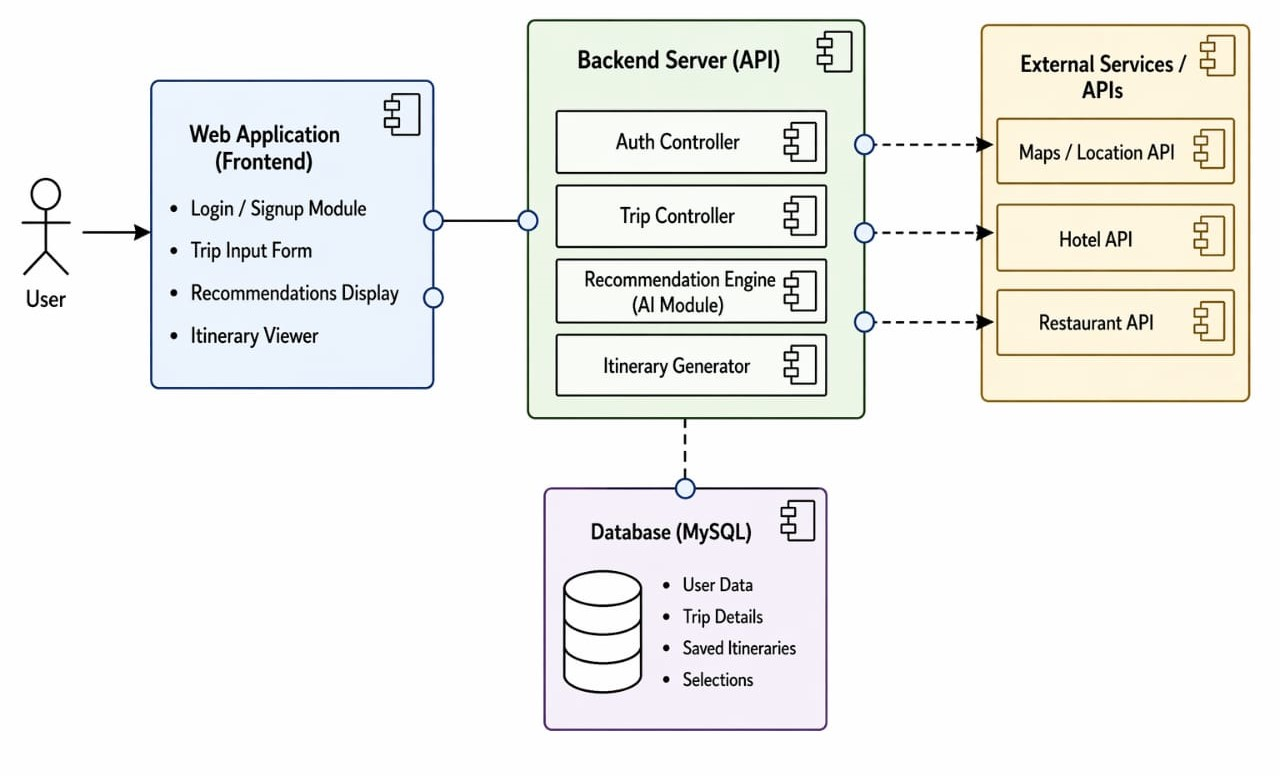 User
Web Application
(Frontend)
• Login / Signup Module
• Trip Input Form
• Recommendations Display
• Itinerary Viewer
Backend Server (API)
Auth Controller
Trip Controller
Recommendation Engine
(AI Module)
Itinerary Generator
External Services /
APIs
Maps / Location API
Hotel API
Restaurant API
Database (MySQL)
• User Data
• Trip Details
• Saved Itineraries
• Selections